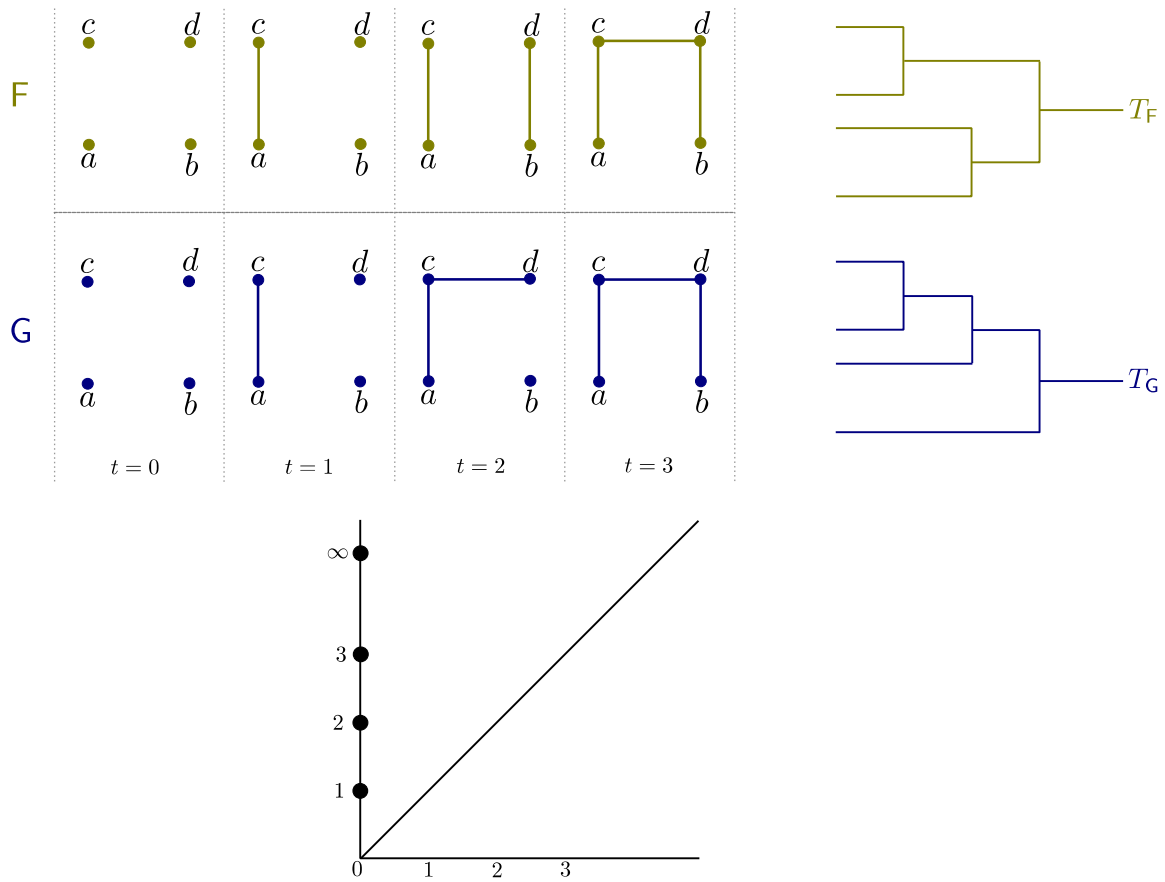 c d c d c d c d
F
T_F
a b a b a b a b
c d c d c d c d
G
T_G
a b a b a b a b
t = 0 t = 1 t = 2 t = 3
∞
3
2
1
0 1 2 3